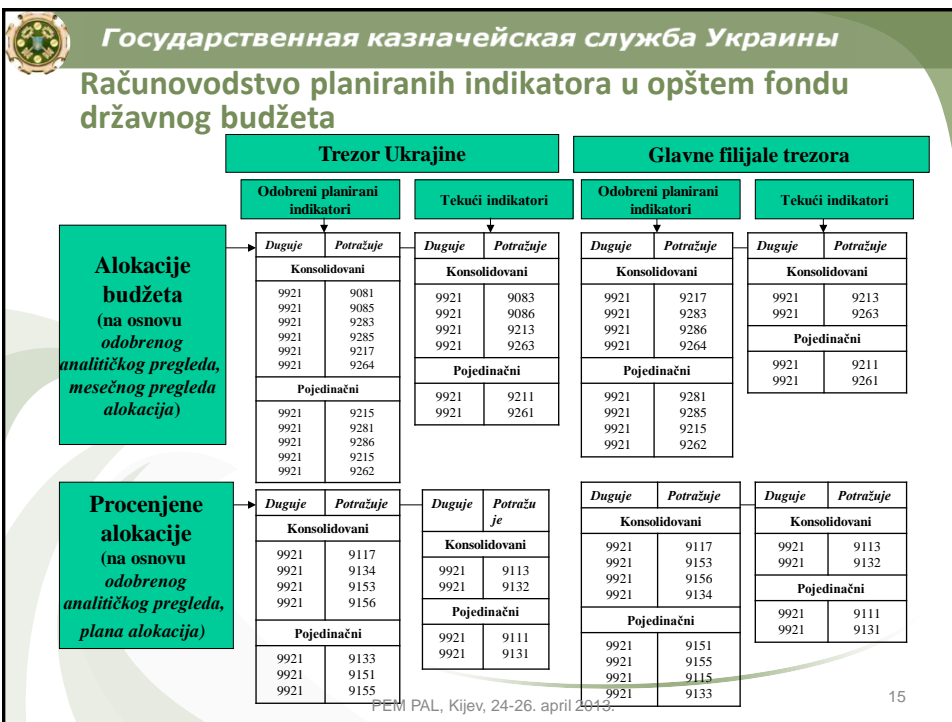 Государственная казначейская служба Украины
Računovodstvo planiranih indikatora u opštem fondu
državnog budžeta
Trezor Ukrajine
Glavne filijale trezora
Odobreni planirani
indikatori
Tekući indikatori
Odobreni planirani
indikatori
Tekući indikatori
Alokacije
budžeta
(na osnovu
odobrenog
analitičkog pregleda,
mesečnog pregleda
alokacija)
Duguje Potražuje
Konsolidovani
9921 9081
9921 9085
9921 9283
9921 9285
9921 9217
9921 9264
Pojedinačni
9921 9215
9921 9281
9921 9286
9921 9215
9921 9262
Duguje Potražuje
Konsolidovani
9921 9083
9921 9086
9921 9213
9921 9263
Pojedinačni
9921 9211
9921 9261
Duguje Potražuje
Konsolidovani
9921 9217
9921 9283
9921 9286
9921 9264
Pojedinačni
9921 9281
9921 9285
9921 9215
9921 9262
Duguje Potražuje
Konsolidovani
9921 9213
9921 9263
Pojedinačni
9921 9211
9921 9261
Procenjene
alokacije
(na osnovu
odobrenog
analitičkog pregleda,
plana alokacija)
Duguje Potražuje
Konsolidovani
9921 9117
9921 9134
9921 9153
9921 9156
Pojedinačni
9921 9133
9921 9151
9921 9155
Duguje Potražu
je
Konsolidovani
9921 9113
9921 9132
Pojedinačni
9921 9111
9921 9131
Duguje Potražuje
Konsolidovani
9921 9117
9921 9153
9921 9156
9921 9134
Pojedinačni
9921 9151
9921 9155
9921 9115
9921 9133
Duguje Potražuje
Konsolidovani
9921 9113
9921 9132
Pojedinačni
9921 9111
9921 9131
PEM PAL, Kijev, 24-26. april 2013.
15